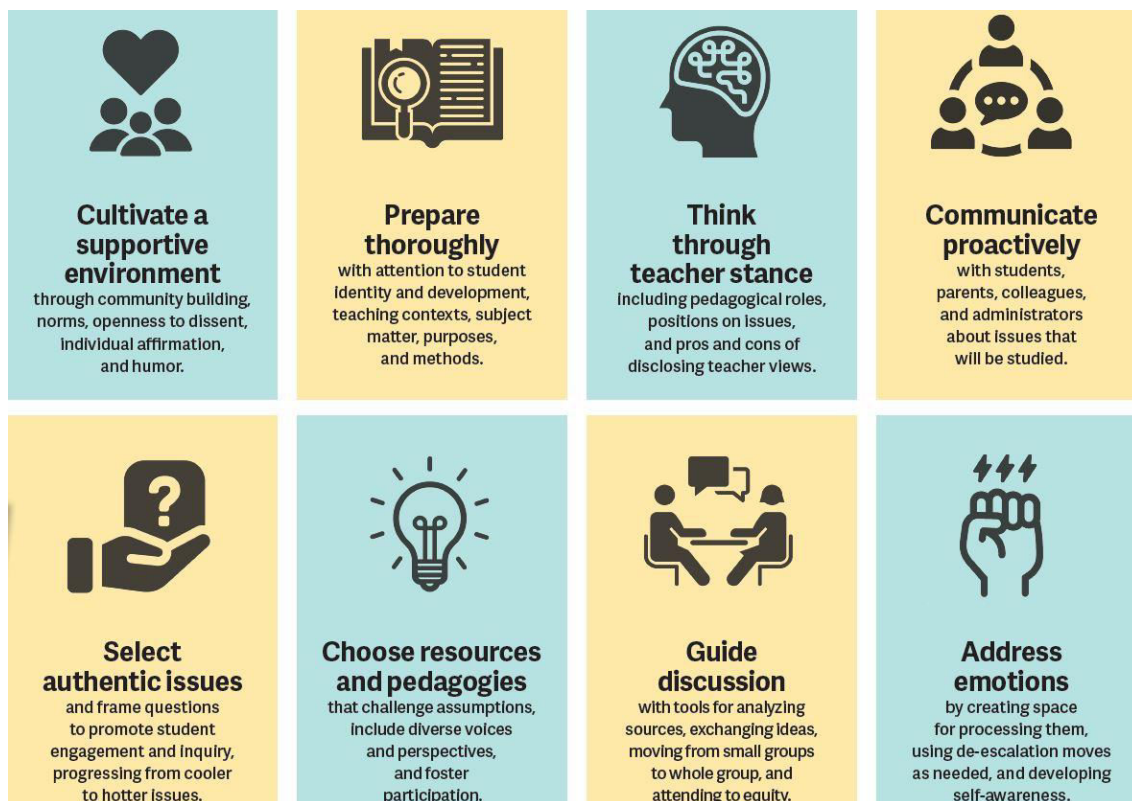 Cultivate a
supportive
environment
through community building,
norms, openness to dissent,
individual affirmation,
and humor.
Prepare
thoroughly
with attention to student
identity and development,
teaching contexts, subject
matter, purposes,
and methods.
Think
through
teacher stance
including pedagogical roles,
positions on issues,
and pros and cons of
disclosing teacher views.
Communicate
proactively
with students,
parents, colleagues,
and administrators
about issues that
will be studied.
Select
authentic issues
and frame questions
to promote student
engagement and inquiry,
progressing from cooler
to hotter issues.
Choose resources
and pedagogies
that challenge assumptions,
include diverse voices
and perspectives,
and foster
participation.
Guide
discussion
with tools for analyzing
sources, exchanging ideas,
moving from small groups
to whole group, and
attending to equity.
Address
emotions
by creating space
for processing them,
using de-escalation moves
as needed, and developing
self-awareness.